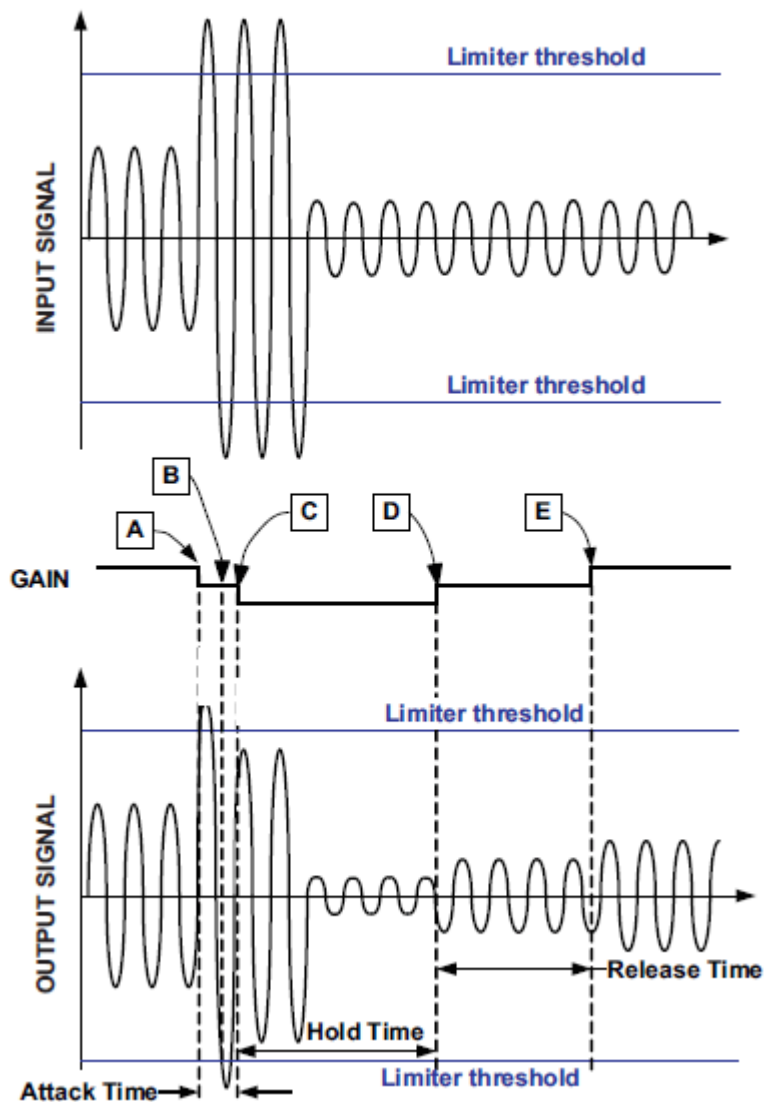 Limiter threshold
INPUT SIGNAL
Limiter threshold
B
A
C
D
E
GAIN
Limiter threshold
OUTPUT SIGNAL
Release Time
Hold Time
Limiter threshold
Attack Time